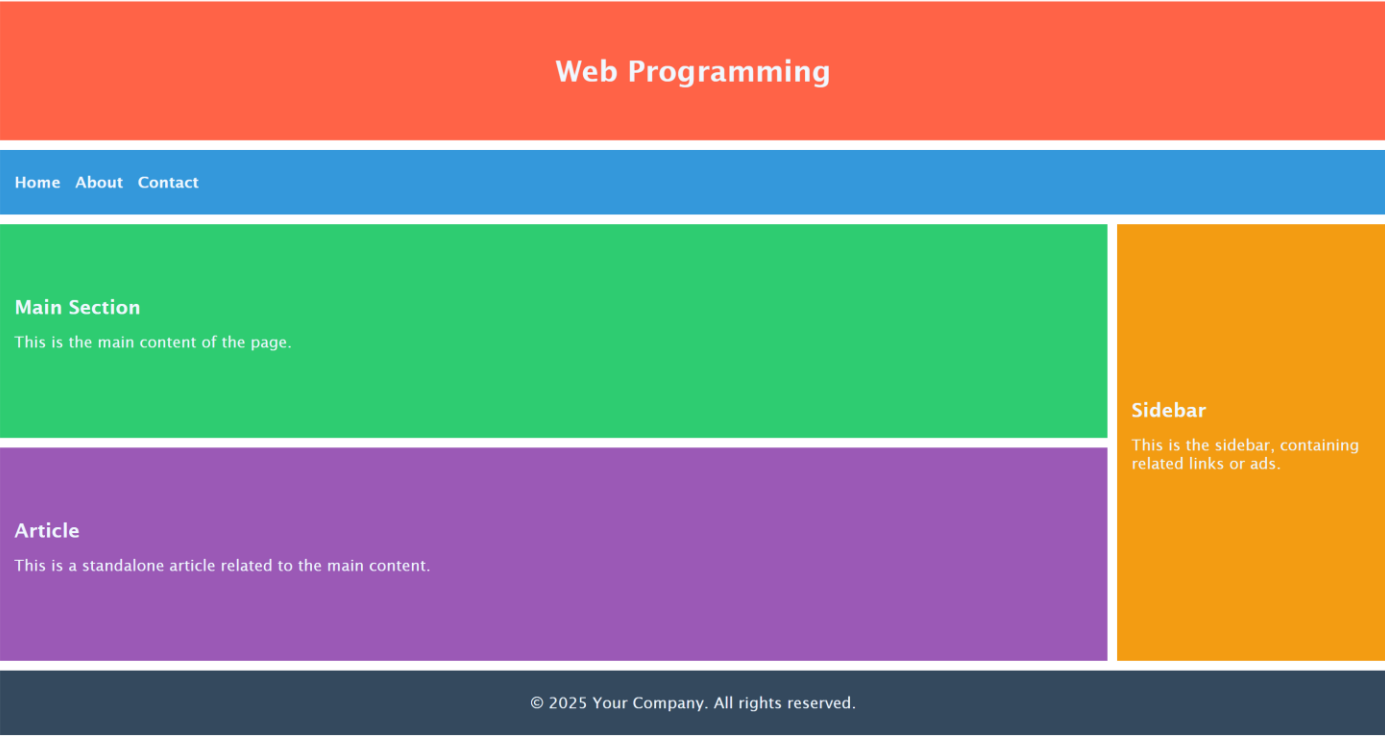 Web Programming
Home About Contact
Main Section
This is the main content of the page.
Article
This is a standalone article related to the main content.
Sidebar
This is the sidebar, containing
related links or ads.
© 2025 Your Company. All rights reserved.